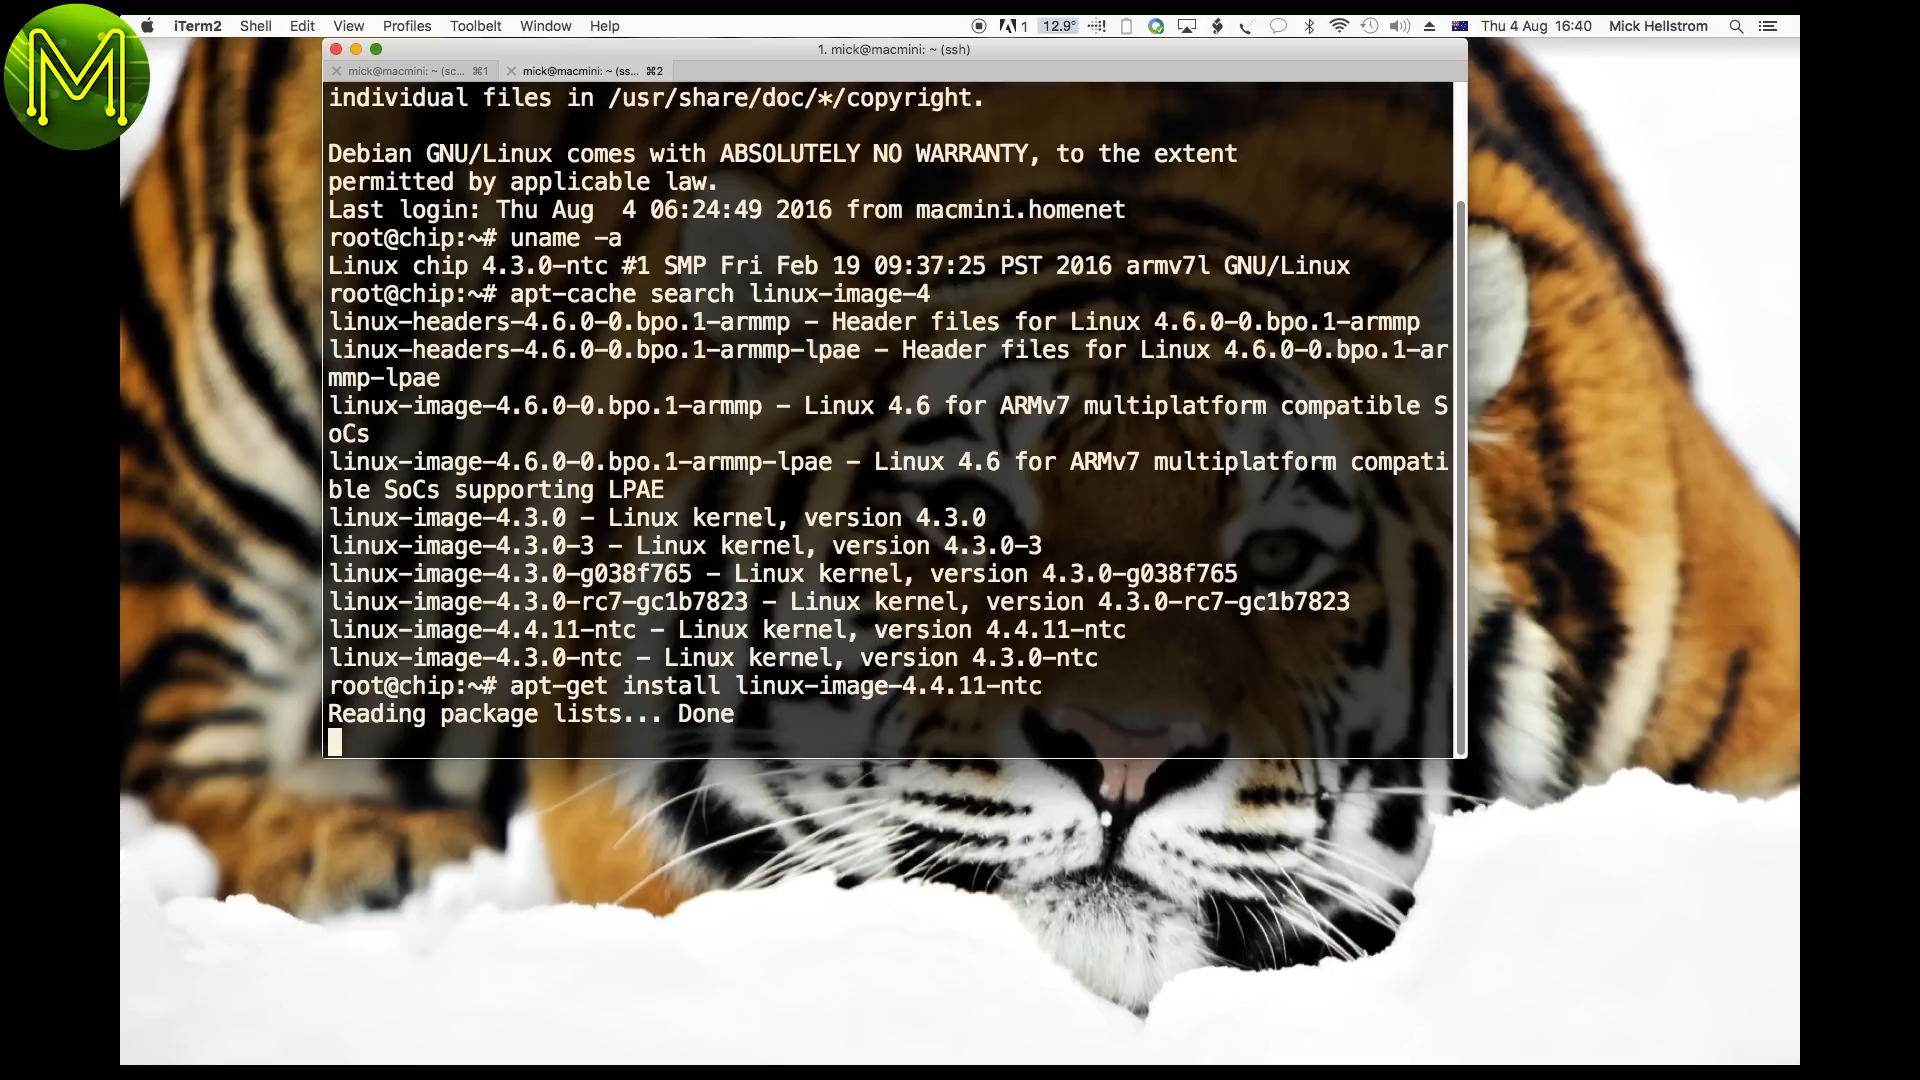 M
iTerm2 Shell Edit View Profiles Toolbelt Window Help 1 12.9° Thu 4 Aug 16:40 Mick Hellstrom
1. mick@macmini: ~ (ssh)
mick@macmini: ~ (sc... ⌘1 mick@macmini: ~ (ss... ⌘2
individual files in /usr/share/doc/*/copyright.
Debian GNU/Linux comes with ABSOLUTELY NO WARRANTY, to the extent
permitted by applicable law.
Last login: Thu Aug  4 06:24:49 2016 from macmini.homenet
root@chip:~# uname -a
Linux chip 4.3.0-ntc #1 SMP Fri Feb 19 09:37:25 PST 2016 armv7l GNU/Linux
root@chip:~# apt-cache search linux-image-4
linux-headers-4.6.0-0.bpo.1-armmp - Header files for Linux 4.6.0-0.bpo.1-armmp
linux-headers-4.6.0-0.bpo.1-armmp-lpae - Header files for Linux 4.6.0-0.bpo.1-ar
mmp-lpae
linux-image-4.6.0-0.bpo.1-armmp - Linux 4.6 for ARMv7 multiplatform compatible S
oCs
linux-image-4.6.0-0.bpo.1-armmp-lpae - Linux 4.6 for ARMv7 multiplatform compati
ble SoCs supporting LPAE
linux-image-4.3.0 - Linux kernel, version 4.3.0
linux-image-4.3.0-3 - Linux kernel, version 4.3.0-3
linux-image-4.3.0-g038f765 - Linux kernel, version 4.3.0-g038f765
linux-image-4.3.0-rc7-gc1b7823 - Linux kernel, version 4.3.0-rc7-gc1b7823
linux-image-4.4.11-ntc - Linux kernel, version 4.4.11-ntc
linux-image-4.3.0-ntc - Linux kernel, version 4.3.0-ntc
root@chip:~# apt-get install linux-image-4.4.11-ntc
Reading package lists... Done